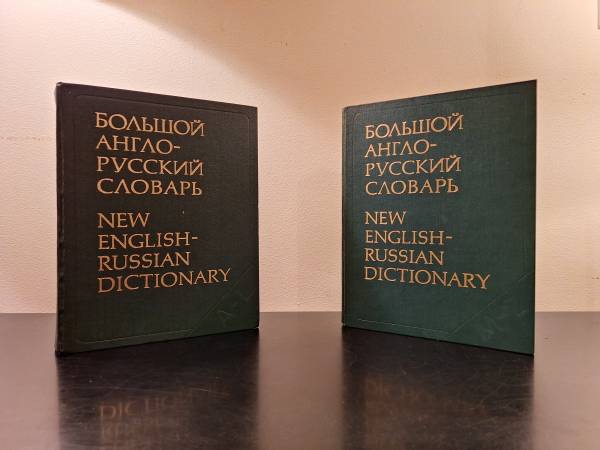 БОЛЬШОЙ
АНГЛО-
РУССКИЙ
СЛОВАРЬ
NEW
ENGLISH-
RUSSIAN
DICTIONARY
БОЛЬШОЙ
АНГЛО-
РУССКИЙ
СЛОВАРЬ
NEW
ENGLISH-
RUSSIAN
DICTIONARY